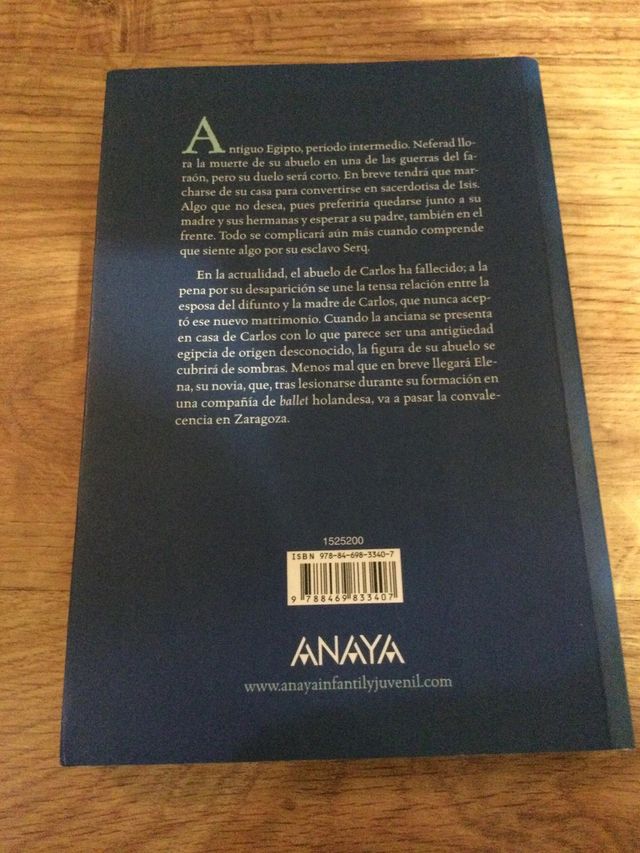 Antiguo Egipto, periodo intermedio. Neferad llo-
ra la muerte de su abuelo en una de las guerras del fa-
raón, pero su duelo será corto. En breve tendrá que mar-
charse de su casa para convertirse en sacerdotisa de Isis.
Algo que no desea, pues preferiría quedarse junto a su
madre y sus hermanas y esperar a su padre, también en el
frente. Todo se complicará aún más cuando comprende
que siente algo por su esclavo Serq.
En la actualidad, el abuelo de Carlos ha fallecido; a la
pena por su desaparición se une la tensa relación entre la
esposa del difunto y la madre de Carlos, que nunca acep-
tó ese nuevo matrimonio. Cuando la anciana se presenta
en casa de Carlos con lo que parece ser una antigüedad
egipcia de origen desconocido, la figura de su abuelo se
cubrirá de sombras. Menos mal que en breve llegará Ele-
na, su novia, que, tras lesionarse durante su formación en
una compañía de ballet holandesa, va a pasar la convale-
cencia en Zaragoza.
1525200
ISBN 978-84-698-3340-7
9 788469 833407
ANAYA
www.anayainfantilyjuvenil.com